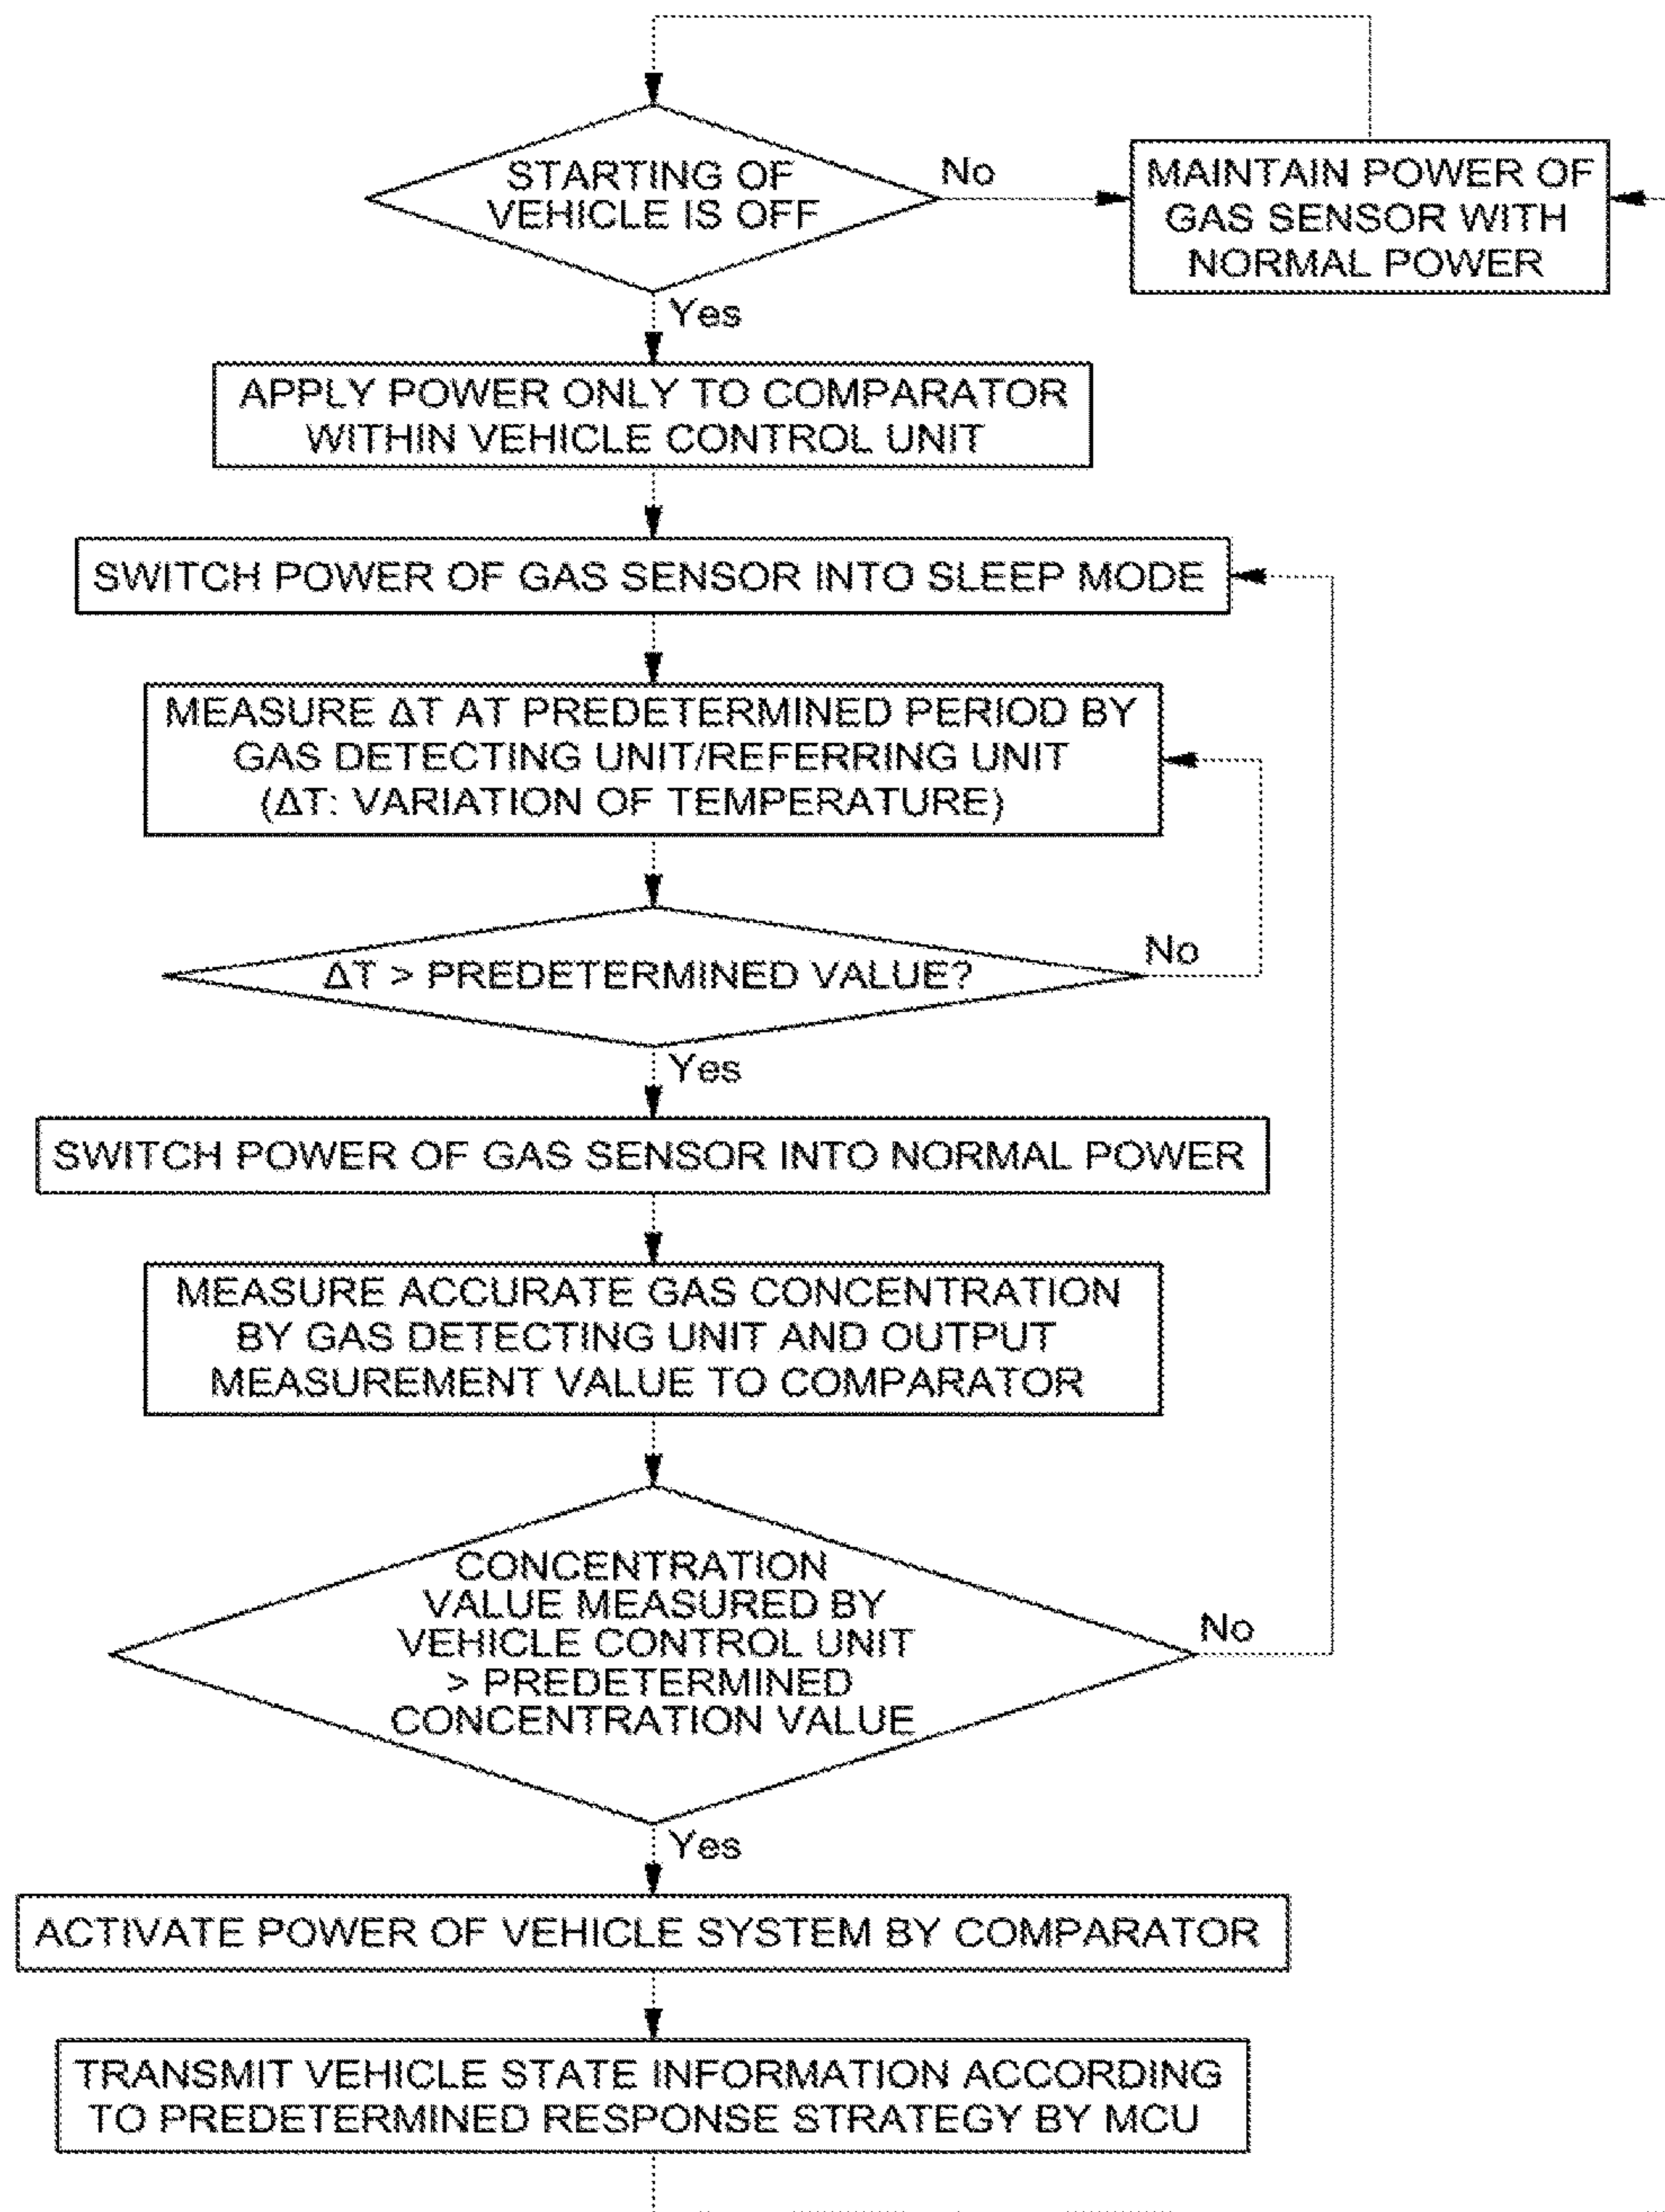 STARTING OF
VEHICLE IS OFF
No
MAINTAIN POWER OF
GAS SENSOR WITH
NORMAL POWER
Yes
APPLY POWER ONLY TO COMPARATOR
WITHIN VEHICLE CONTROL UNIT
SWITCH POWER OF GAS SENSOR INTO SLEEP MODE
MEASURE ΔT AT PREDETERMINED PERIOD BY
GAS DETECTING UNIT/REFERRING UNIT
(ΔT: VARIATION OF TEMPERATURE)
ΔT > PREDETERMINED VALUE?
No
Yes
SWITCH POWER OF GAS SENSOR INTO NORMAL POWER
MEASURE ACCURATE GAS CONCENTRATION
BY GAS DETECTING UNIT AND OUTPUT
MEASUREMENT VALUE TO COMPARATOR
CONCENTRATION
VALUE MEASURED BY
VEHICLE CONTROL UNIT
> PREDETERMINED
CONCENTRATION VALUE
No
Yes
ACTIVATE POWER OF VEHICLE SYSTEM BY COMPARATOR
TRANSMIT VEHICLE STATE INFORMATION ACCORDING
TO PREDETERMINED RESPONSE STRATEGY BY MCU